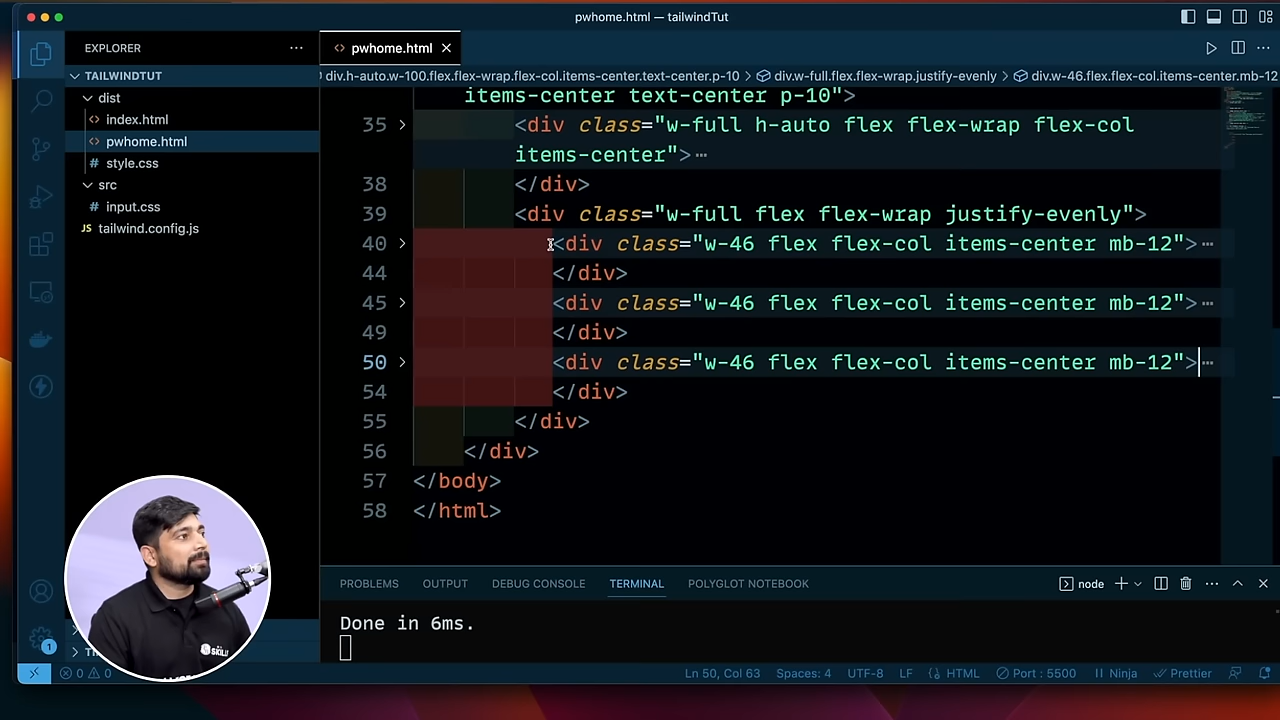 pwhome.html — tailwindTut
EXPLORER
pwhome.html
TAILWINDTUT
div.h-auto.w-100.flex.flex-wrap.flex-col.items-center.text-center.p-10 > div.w-full.flex.flex-wrap.justify-evenly > div.w-46.flex.flex-col.items-center.mb-12
dist
index.html
pwhome.html
# style.css
src
# input.css
JS tailwind.config.js
items-center text-center p-10">
35 <div class="w-full h-auto flex flex-wrap flex-col
items-center">
38 </div>
39 <div class="w-full flex flex-wrap justify-evenly">
40 <div class="w-46 flex flex-col items-center mb-12">
44 </div>
45 <div class="w-46 flex flex-col items-center mb-12">
49 </div>
50 <div class="w-46 flex flex-col items-center mb-12">
54 </div>
55 </div>
56 </div>
57 </body>
58 </html>
PROBLEMS OUTPUT DEBUG CONSOLE TERMINAL POLYGLOT NOTEBOOK
node
Done in 6ms.
SKILL
1
0 0
Ln 50, Col 63 Spaces: 4 UTF-8 LF HTML Port : 5500 Ninja Prettier